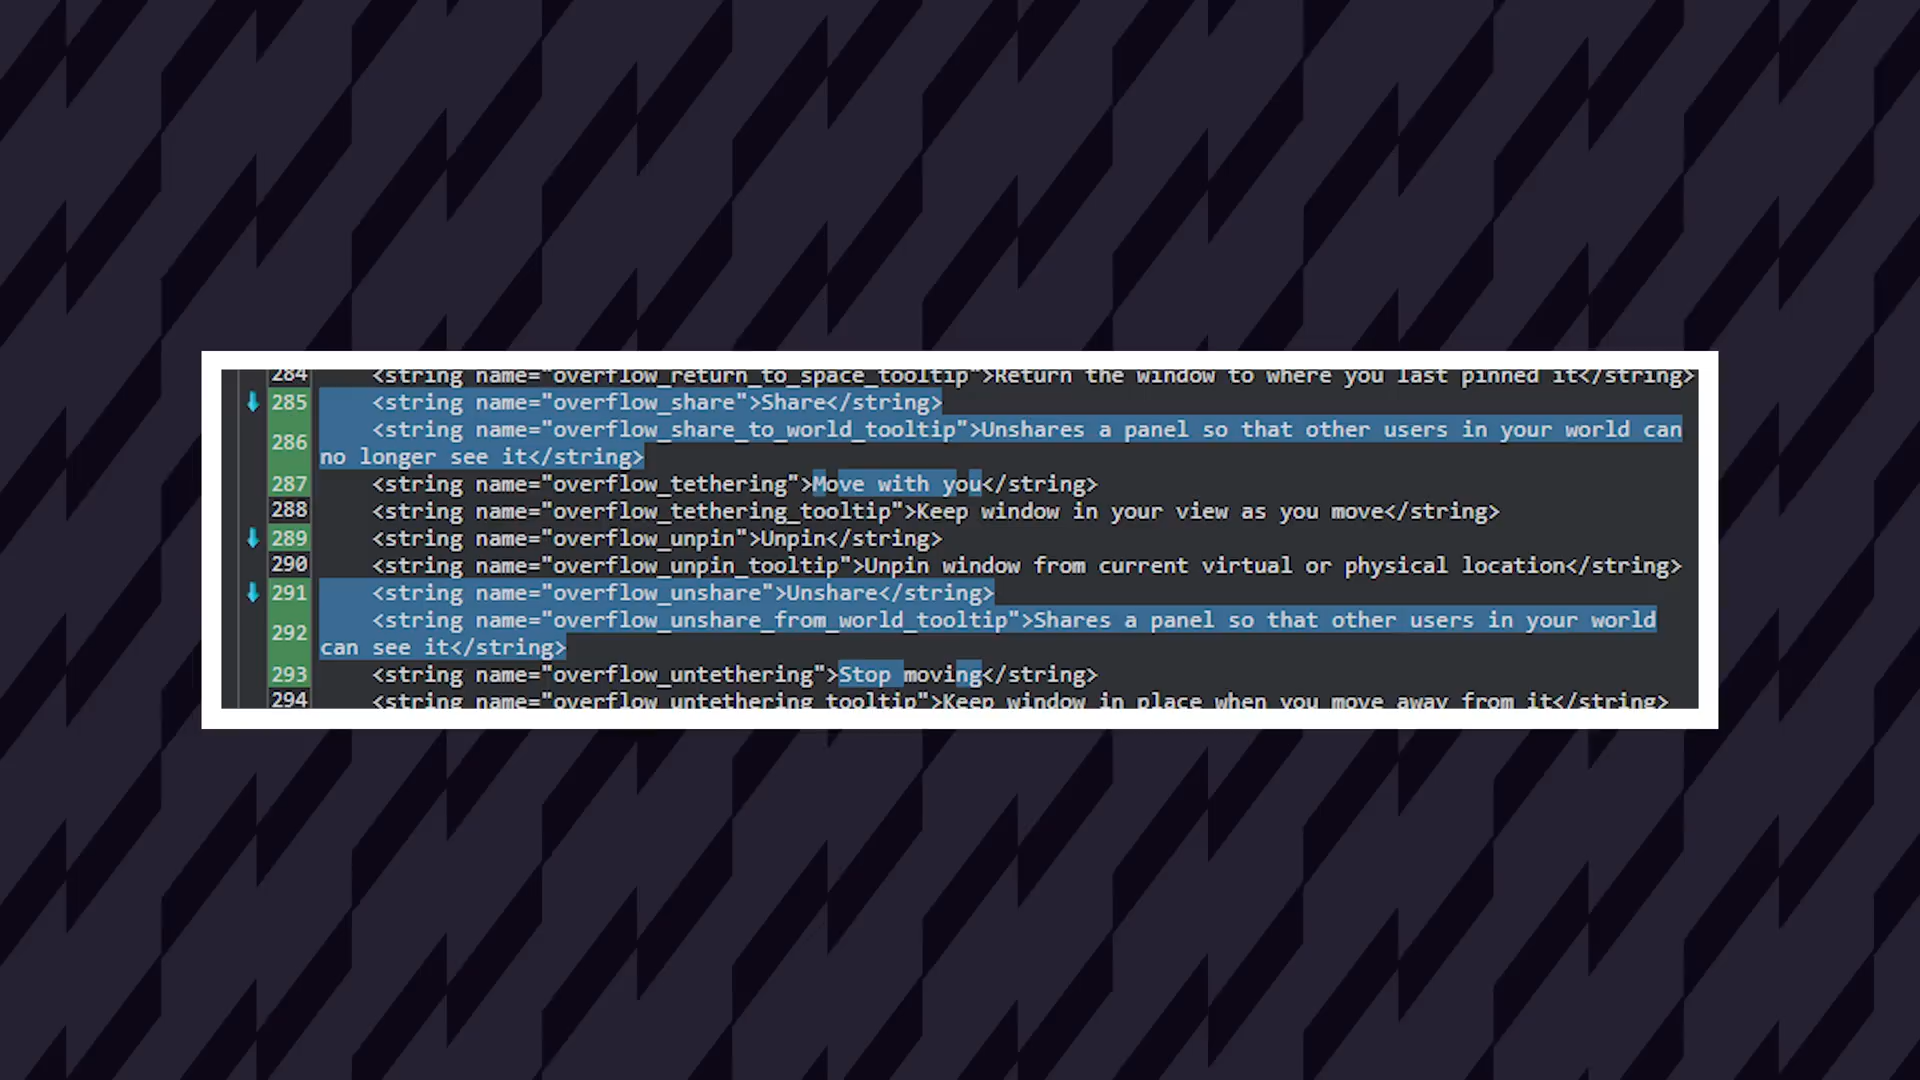 284 <string name="overflow_return_to_space_tooltip">Return the window to where you last pinned it</string>
285 <string name="overflow_share">Share</string>
286 <string name="overflow_share_to_world_tooltip">Unshares a panel so that other users in your world can
no longer see it</string>
287 <string name="overflow_tethering">Move with you</string>
288 <string name="overflow_tethering_tooltip">Keep window in your view as you move</string>
289 <string name="overflow_unpin">Unpin</string>
290 <string name="overflow_unpin_tooltip">Unpin window from current virtual or physical location</string>
291 <string name="overflow_unshare">Unshare</string>
292 <string name="overflow_unshare_from_world_tooltip">Shares a panel so that other users in your world
can see it</string>
293 <string name="overflow_untethering">Stop moving</string>
294 <string name="overflow_untethering_tooltip">Keep window in place when you move away from it</string>